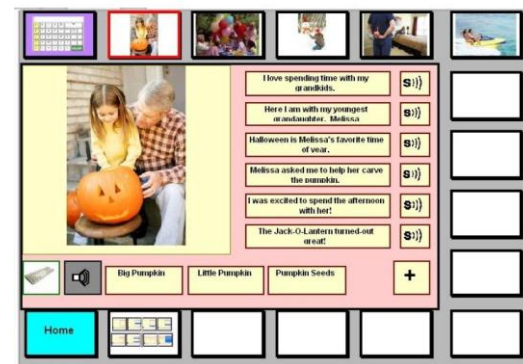 I love spending time with my
grandkids.
S)))
Here I am with my youngest
grandaughter. Melissa
S)))
Halloween is Melissa's favorite time
of year.
S)))
Melissa asked me to help her carve
the pumpkin.
S)))
I was excited to spend the afternoon
with her!
S)))
The Jack-O-Lantern turned-out
great!
S)))
Big Pumpkin
Little Pumpkin
Pumpkin Seeds
+
Home